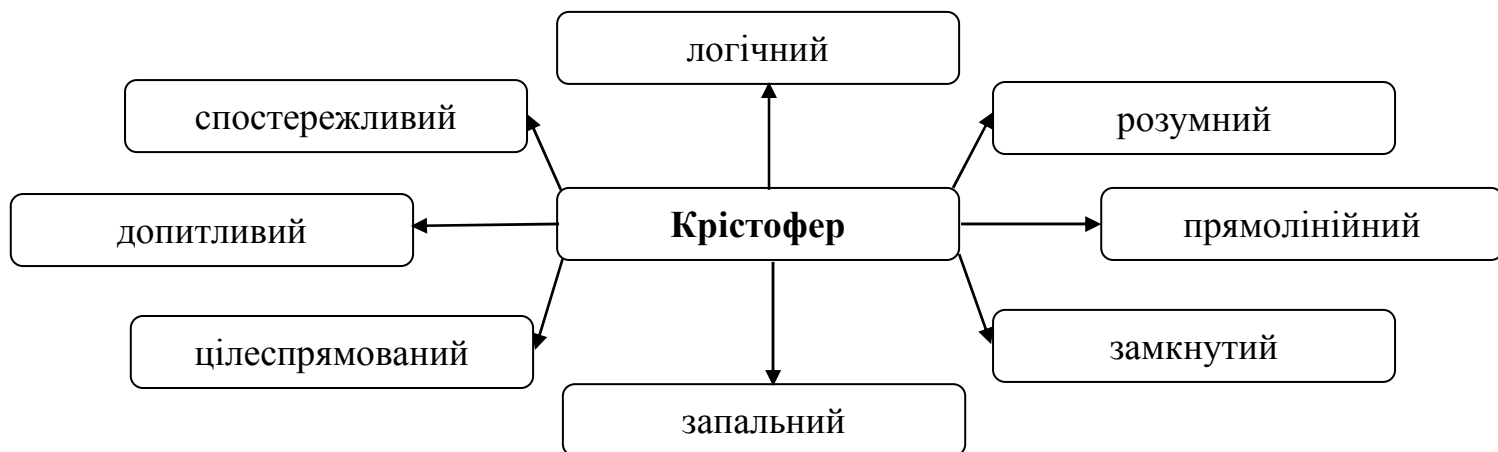 логічний
спостережливий
розумний
допитливий
Крістофер
прямолінійний
цілеспрямований
замкнутий
запальний